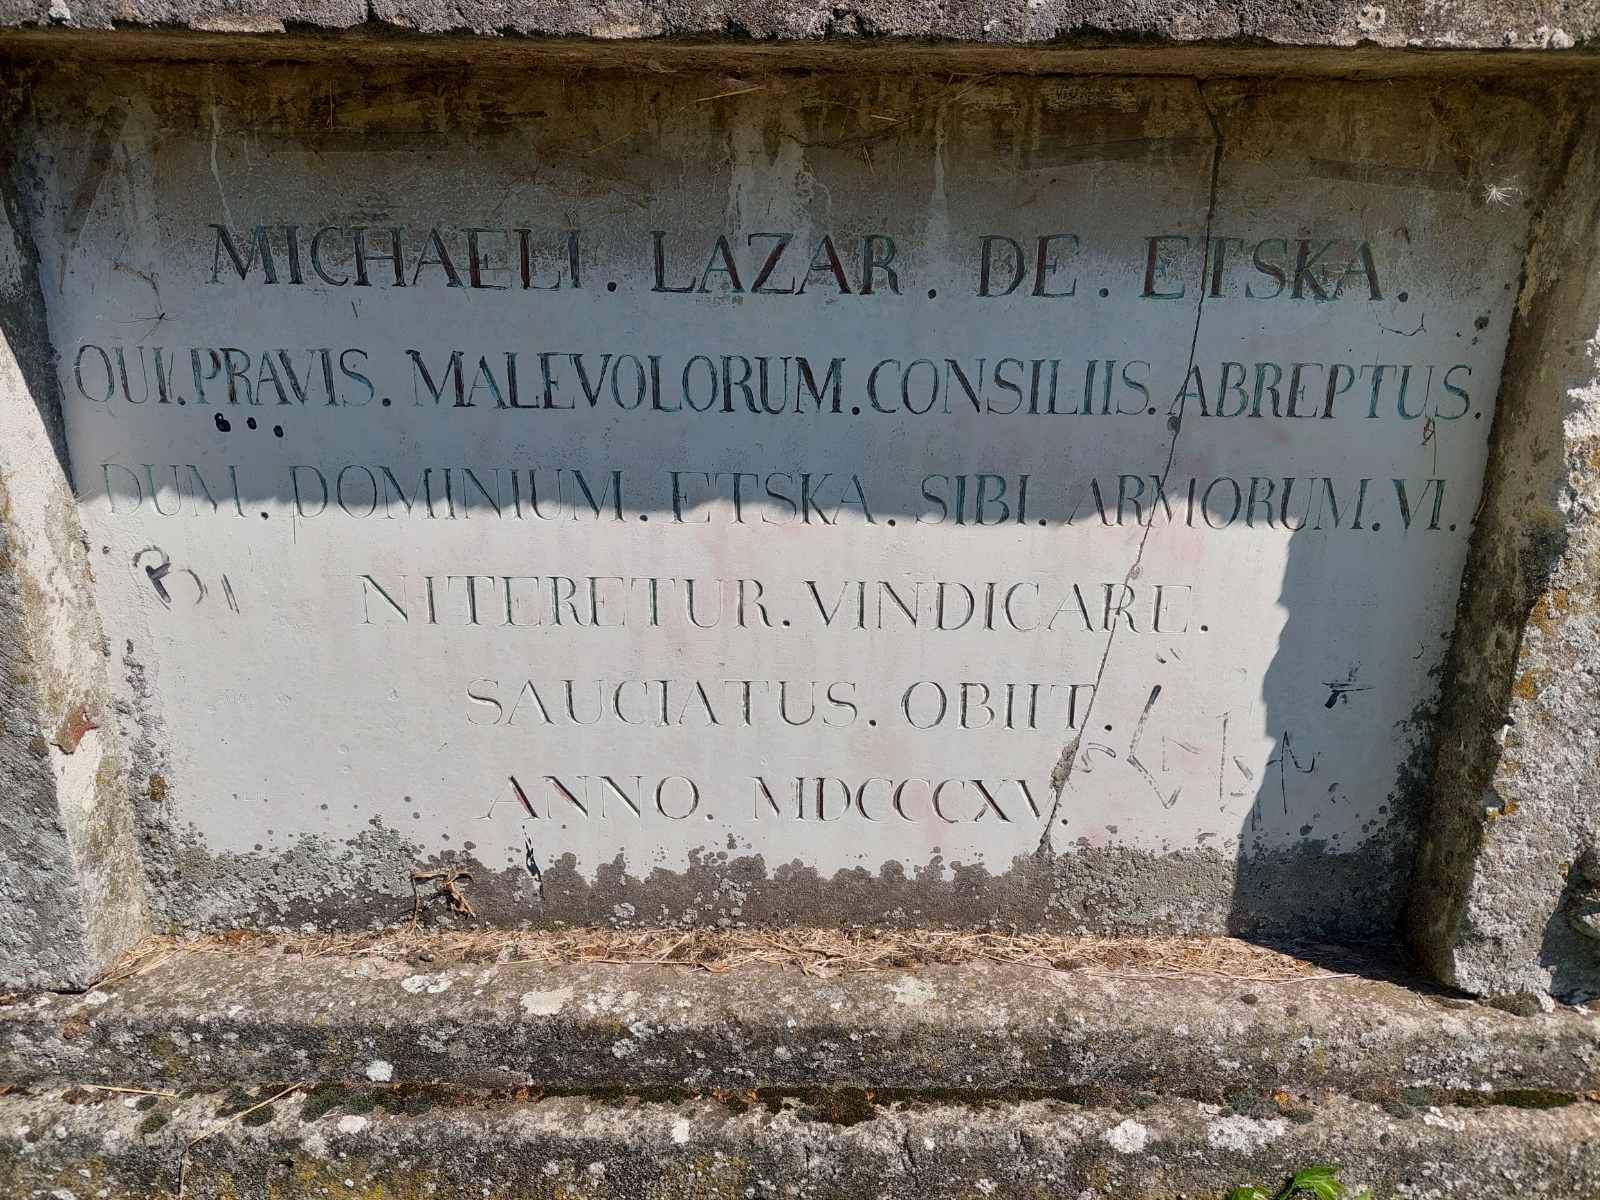 MICHAELI . LAZAR . DE . ETSKA .
QUI . PRAVIS . MALEVOLORUM . CONSILIIS . ABREPTUS .
DUM . DOMINIUM . ETSKA . SIBI . ARMORUM . VI .
NITERETUR . VINDICARE .
SAUCIATUS . OBIIT .
ANNO . MDCCCXV .